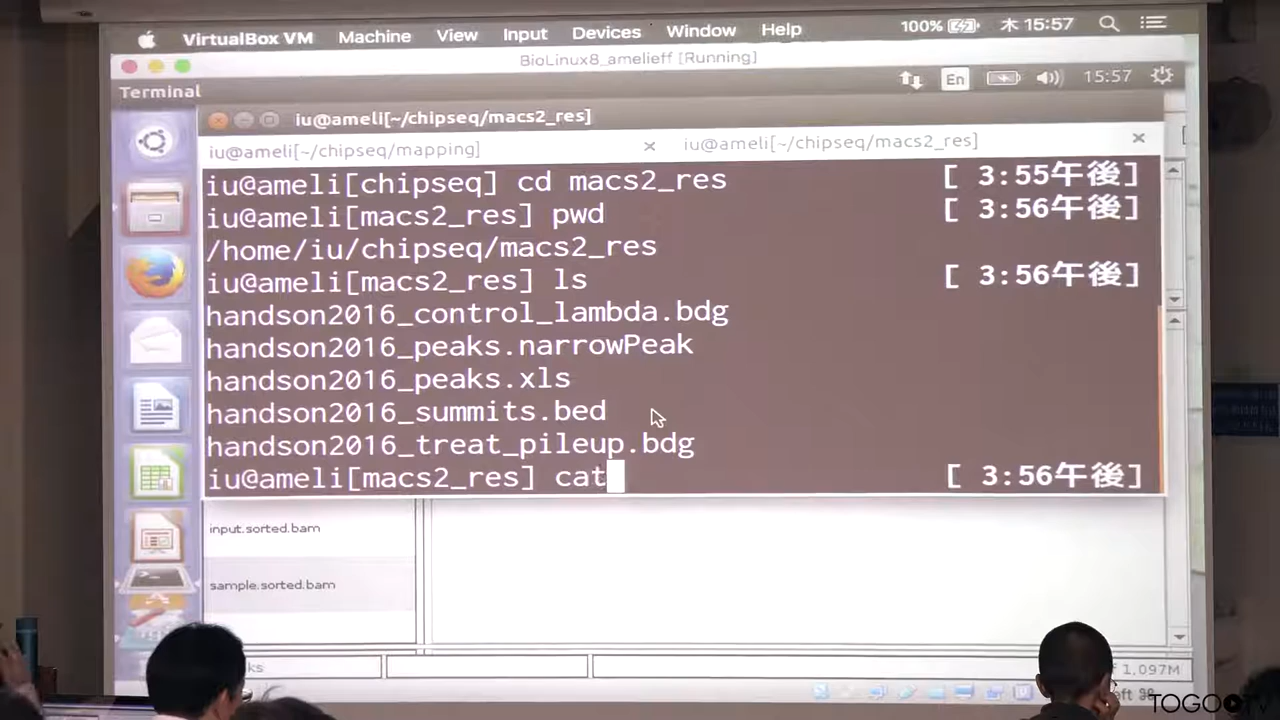 VirtualBox VM Machine View Input Devices Window Help 100% 木 15:57
BioLinux8_amelieff [Running]
Terminal En 15:57
iu@ameli[~/chipseq/macs2_res]
iu@ameli[~/chipseq/mapping] iu@ameli[~/chipseq/macs2_res]
iu@ameli[chipseq] cd macs2_res [ 3:55午後]
iu@ameli[macs2_res] pwd [ 3:56午後]
/home/iu/chipseq/macs2_res
iu@ameli[macs2_res] ls [ 3:56午後]
handson2016_control_lambda.bdg
handson2016_peaks.narrowPeak
handson2016_peaks.xls
handson2016_summits.bed
handson2016_treat_pileup.bdg
iu@ameli[macs2_res] cat [ 3:56午後]
input.sorted.bam
sample.sorted.bam
1,097M
TOGOTV